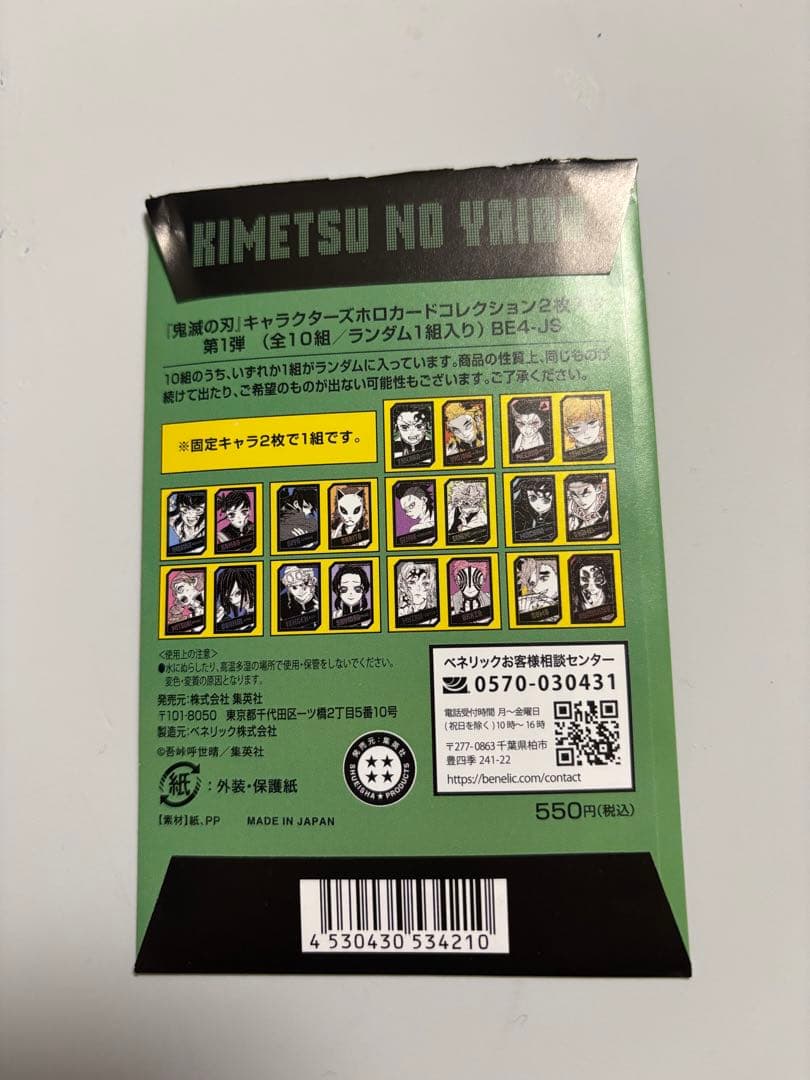 KIMETSU NO YAIBA
『鬼滅の刃』キャラクターズホロカードコレクション2枚
第1弾 （全10組／ランダム1組入り）BE4-JS
10組のうち、いずれか1組がランダムに入っています。商品の性質上、同じものが
続けて出たり、ご希望のものが出ない可能性もございます。ご了承ください。
※固定キャラ2枚で1組です。
<使用上の注意>
●水にぬらしたり、高温多湿の場所で使用・保管をしないでください。
変色・変質の原因となります。
発売元：株式会社 集英社
〒101-8050 東京都千代田区一ツ橋2丁目5番10号
製造元：ベネリック株式会社
©吾峠呼世晴／集英社
紙：外装・保護紙
【素材】紙、PP MADE IN JAPAN
発売元：集英社
SHUEISHA★PRODUCTS
ベネリックお客様相談センター
0570-030431
電話受付時間 月～金曜日
(祝日を除く) 10時～16時
〒277-0863 千葉県柏市
豊四季 241-22
https://benelic.com/contact
550円(税込)
4 530430 534210